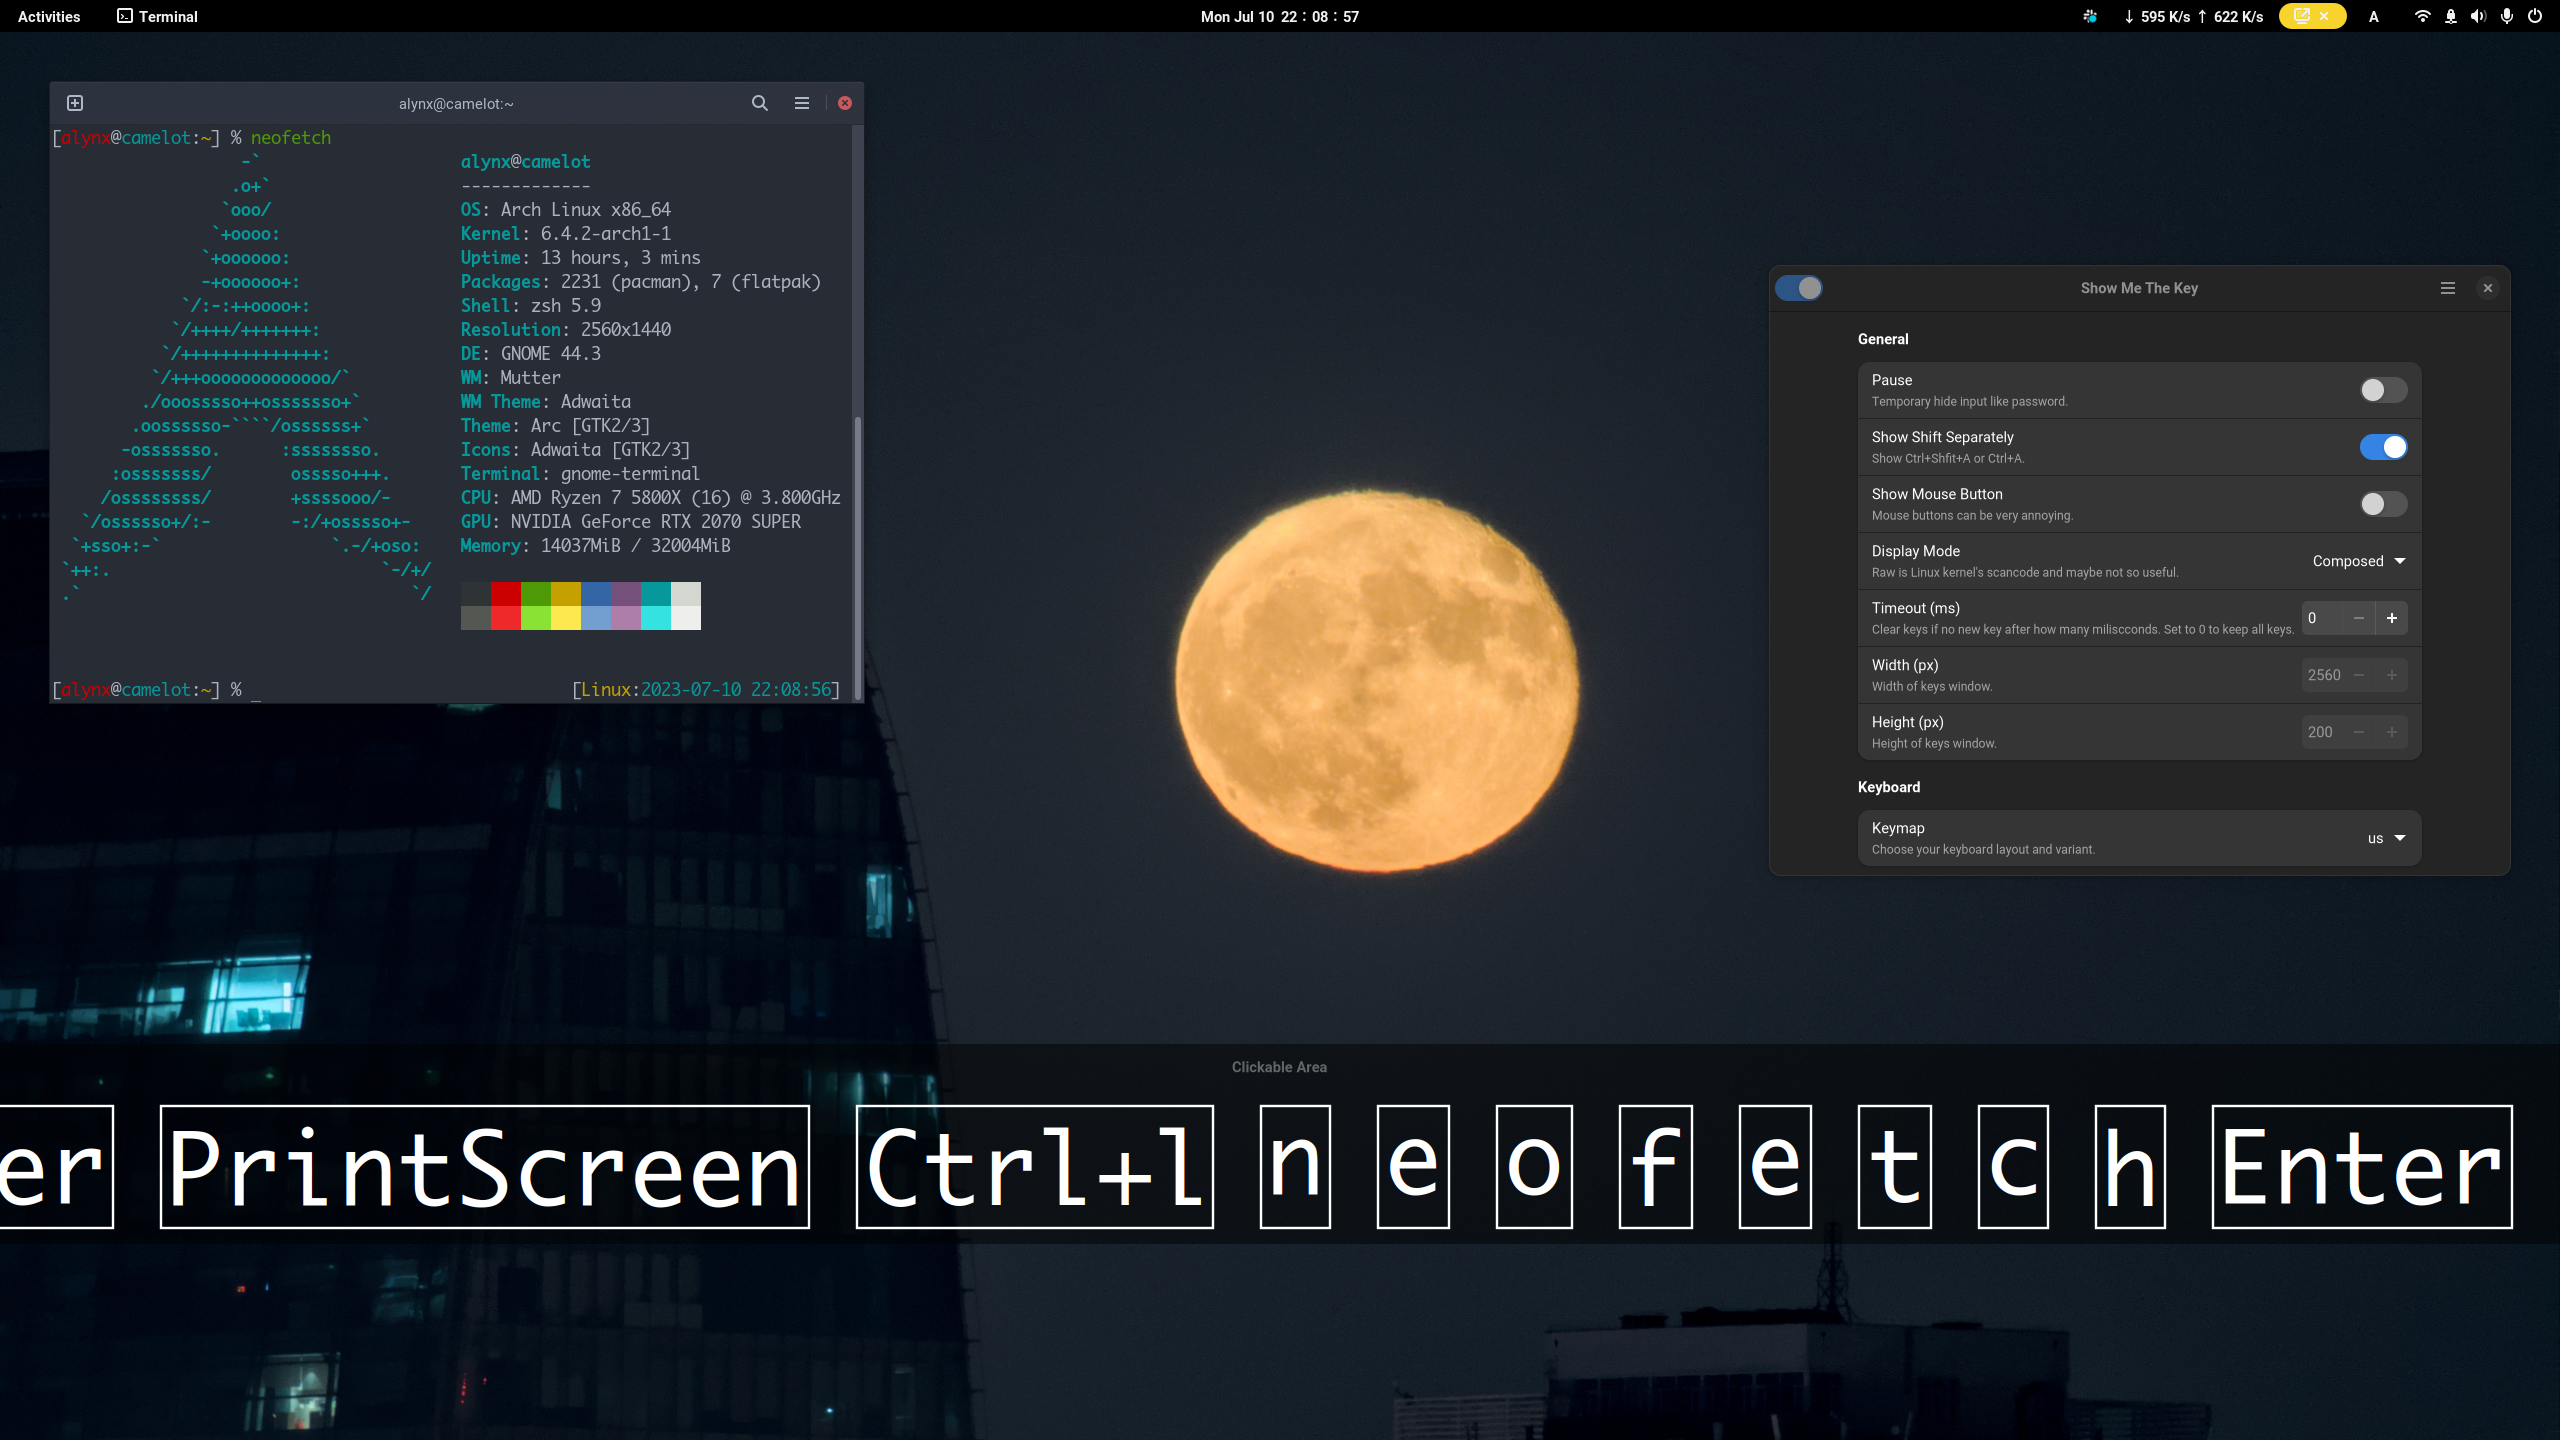 Activities
Terminal
Mon Jul 10 22 : 08 : 57
↓ 595 K/s ↑ 622 K/s
A
alynx@camelot:~
[alynx@camelot:~] % neofetch
-`
.o+`
`ooo/
`+oooo:
`+oooooo:
-+oooooo+:
`/:-:++oooo+:
`/++++/+++++++:
`/++++++++++++++:
`/+++ooooooooooooo/`
./ooosssso++osssssso+`
.oossssso-````/ossssss+`
-osssssso.      :ssssssso.
:osssssss/        osssso+++.
/ossssssss/        +ssssooo/-
`/ossssso+/:-        -:/+osssso+-
`+sso+:-`                 `.-/+oso:
`++:.                           `-/+/
.`                                 `/
alynx@camelot
-------------
OS: Arch Linux x86_64
Kernel: 6.4.2-arch1-1
Uptime: 13 hours, 3 mins
Packages: 2231 (pacman), 7 (flatpak)
Shell: zsh 5.9
Resolution: 2560x1440
DE: GNOME 44.3
WM: Mutter
WM Theme: Adwaita
Theme: Arc [GTK2/3]
Icons: Adwaita [GTK2/3]
Terminal: gnome-terminal
CPU: AMD Ryzen 7 5800X (16) @ 3.800GHz
GPU: NVIDIA GeForce RTX 2070 SUPER
Memory: 14037MiB / 32004MiB
[alynx@camelot:~] % _ [Linux:2023-07-10 22:08:56]
Show Me The Key
General
Pause
Temporary hide input like password.
Show Shift Separately
Show Ctrl+Shfit+A or Ctrl+A.
Show Mouse Button
Mouse buttons can be very annoying.
Display Mode
Raw is Linux kernel's scancode and maybe not so useful.
Composed
Timeout (ms)
Clear keys if no new key after how many miliscconds. Set to 0 to keep all keys.
0 − +
Width (px)
Width of keys window.
2560 − +
Height (px)
Height of keys window.
200 − +
Keyboard
Keymap
Choose your keyboard layout and variant.
us
Clickable Area
er PrintScreen Ctrl+l n e o f e t c h Enter